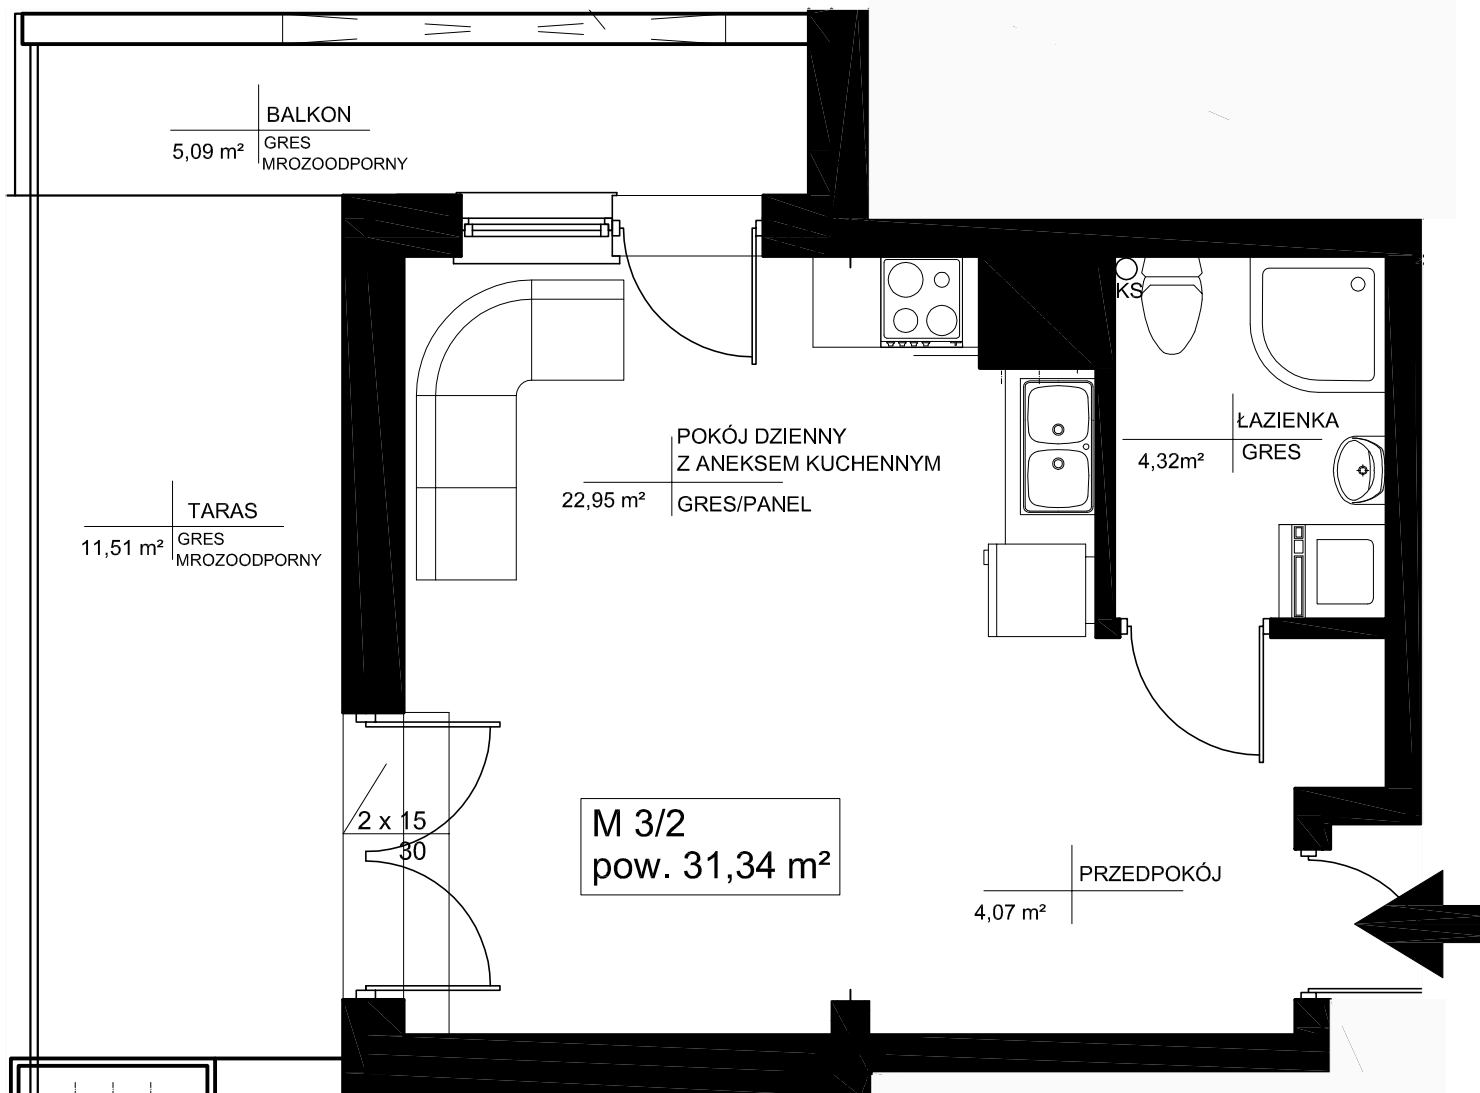 BALKON
5,09 m²
GRES
MROZOODPORNY
KS
ŁAZIENKA
4,32m²
GRES
POKÓJ DZIENNY
Z ANEKSEM KUCHENNYM
22,95 m²
GRES/PANEL
TARAS
11,51 m²
GRES
MROZOODPORNY
2 x 15
30
M 3/2
pow. 31,34 m²
PRZEDPOKÓJ
4,07 m²